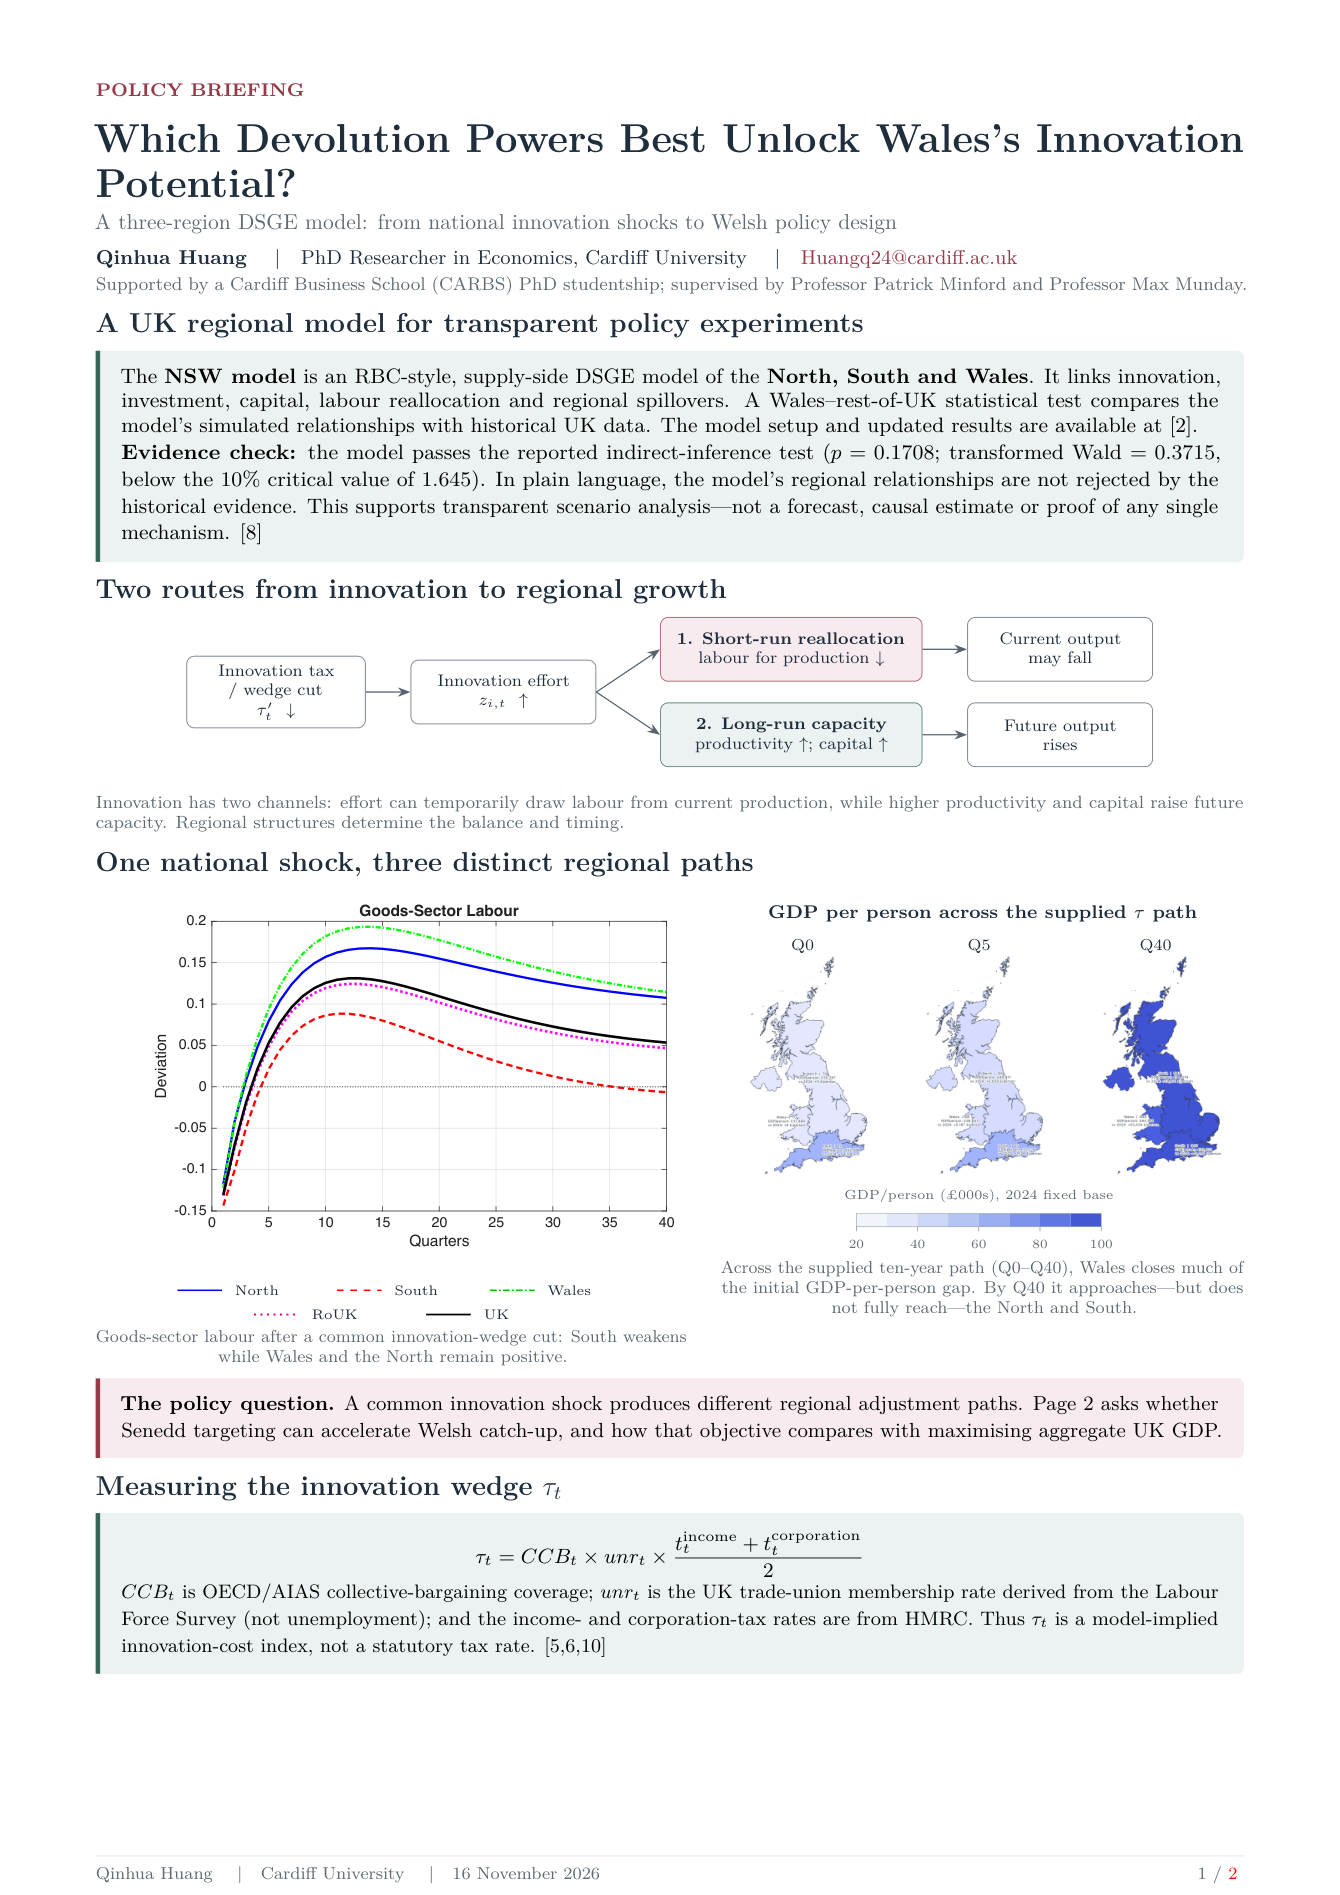 POLICY BRIEFING
Which Devolution Powers Best Unlock Wales's Innovation
Potential?
A three-region DSGE model: from national innovation shocks to Welsh policy design
Qinhua Huang | PhD Researcher in Economics, Cardiff University | Huangq24@cardiff.ac.uk
Supported by a Cardiff Business School (CARBS) PhD studentship; supervised by Professor Patrick Minford and Professor Max Munday.
A UK regional model for transparent policy experiments
The NSW model is an RBC-style, supply-side DSGE model of the North, South and Wales. It links innovation,
investment, capital, labour reallocation and regional spillovers. A Wales–rest-of-UK statistical test compares the
model's simulated relationships with historical UK data. The model setup and updated results are available at [2].
Evidence check: the model passes the reported indirect-inference test (p = 0.1708; transformed Wald = 0.3715,
below the 10% critical value of 1.645). In plain language, the model's regional relationships are not rejected by the
historical evidence. This supports transparent scenario analysis—not a forecast, causal estimate or proof of any single
mechanism. [8]
Two routes from innovation to regional growth
Innovation tax
/ wedge cut
τ′t ↓
Innovation effort
zi,t ↑
1. Short-run reallocation
labour for production ↓
Current output
may fall
2. Long-run capacity
productivity ↑; capital ↑
Future output
rises
Innovation has two channels: effort can temporarily draw labour from current production, while higher productivity and capital raise future
capacity. Regional structures determine the balance and timing.
One national shock, three distinct regional paths
Goods-Sector Labour
0.2
0.15
0.1
0.05
0
-0.05
-0.1
-0.15
Deviation
0 5 10 15 20 25 30 35 40
Quarters
North South Wales
RoUK UK
Goods-sector labour after a common innovation-wedge cut: South weakens
while Wales and the North remain positive.
GDP per person across the supplied τ path
Q0 Q5 Q40
GDP/person (£000s), 2024 fixed base
20 40 60 80 100
Across the supplied ten-year path (Q0–Q40), Wales closes much of
the initial GDP-per-person gap. By Q40 it approaches—but does
not fully reach—the North and South.
The policy question. A common innovation shock produces different regional adjustment paths. Page 2 asks whether
Senedd targeting can accelerate Welsh catch-up, and how that objective compares with maximising aggregate UK GDP.
Measuring the innovation wedge τt
τt = CCBt × unrt × (t_t^income + t_t^corporation) / 2
CCBt is OECD/AIAS collective-bargaining coverage; unrt is the UK trade-union membership rate derived from the Labour
Force Survey (not unemployment); and the income- and corporation-tax rates are from HMRC. Thus τt is a model-implied
innovation-cost index, not a statutory tax rate. [5,6,10]
Qinhua Huang | Cardiff University | 16 November 2026
1 / 2